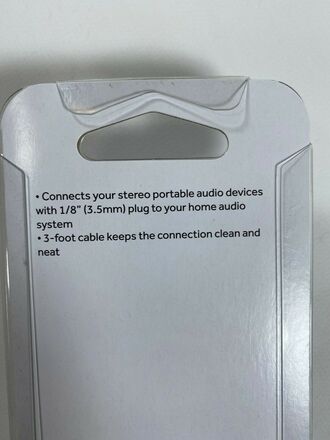 • Connects your stereo portable audio devices
with 1/8" (3.5mm) plug to your home audio
system
• 3-foot cable keeps the connection clean and
neat